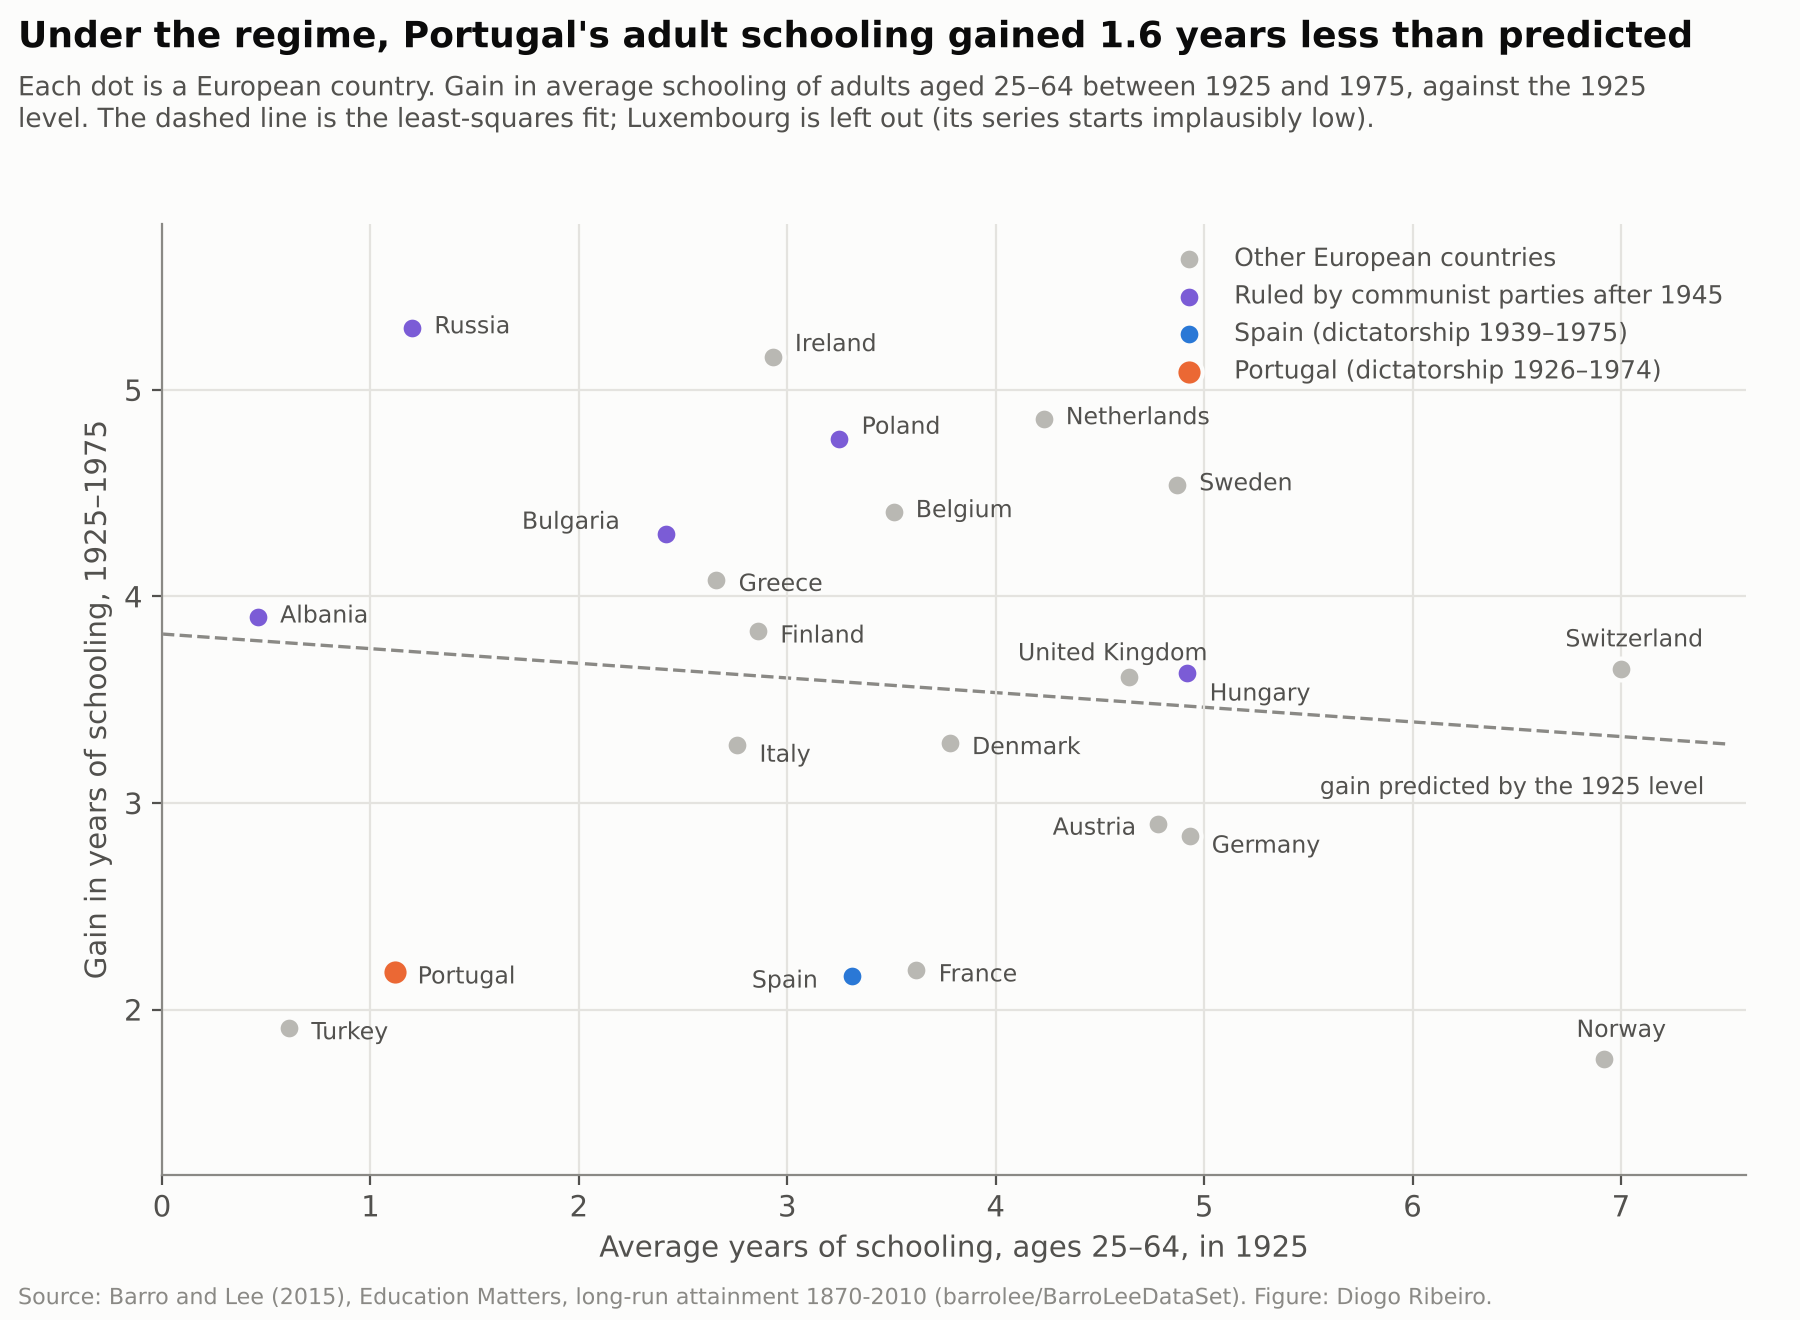 Under the regime, Portugal's adult schooling gained 1.6 years less than predicted
Each dot is a European country. Gain in average schooling of adults aged 25–64 between 1925 and 1975, against the 1925
level. The dashed line is the least-squares fit; Luxembourg is left out (its series starts implausibly low).
Other European countries
Ruled by communist parties after 1945
Spain (dictatorship 1939–1975)
Portugal (dictatorship 1926–1974)
Russia
Ireland
Netherlands
Poland
Sweden
Belgium
Bulgaria
Greece
Albania
Finland
United Kingdom
Switzerland
Hungary
Italy
Denmark
gain predicted by the 1925 level
Austria
Germany
Portugal
Spain
France
Turkey
Norway
5
4
3
2
Gain in years of schooling, 1925–1975
0 1 2 3 4 5 6 7
Average years of schooling, ages 25–64, in 1925
Source: Barro and Lee (2015), Education Matters, long-run attainment 1870-2010 (barrolee/BarroLeeDataSet). Figure: Diogo Ribeiro.